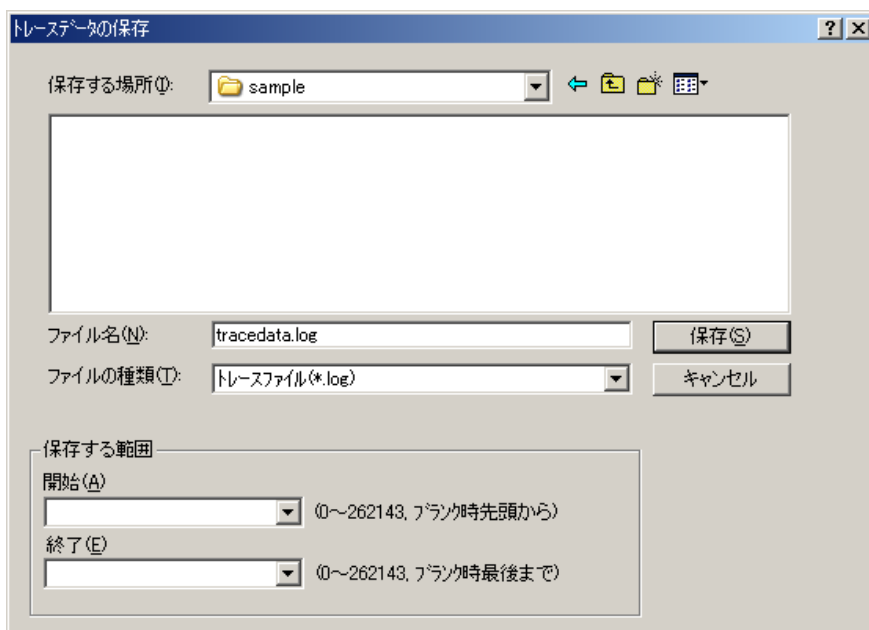 トレースデータの保存
保存する場所(I):
sample
ファイル名(N):
tracedata.log
保存(S)
ファイルの種類(T):
トレースファイル(*.log)
キャンセル
保存する範囲
開始(A)
(0～262143, ブランク時先頭から)
終了(E)
(0～262143, ブランク時最後まで)